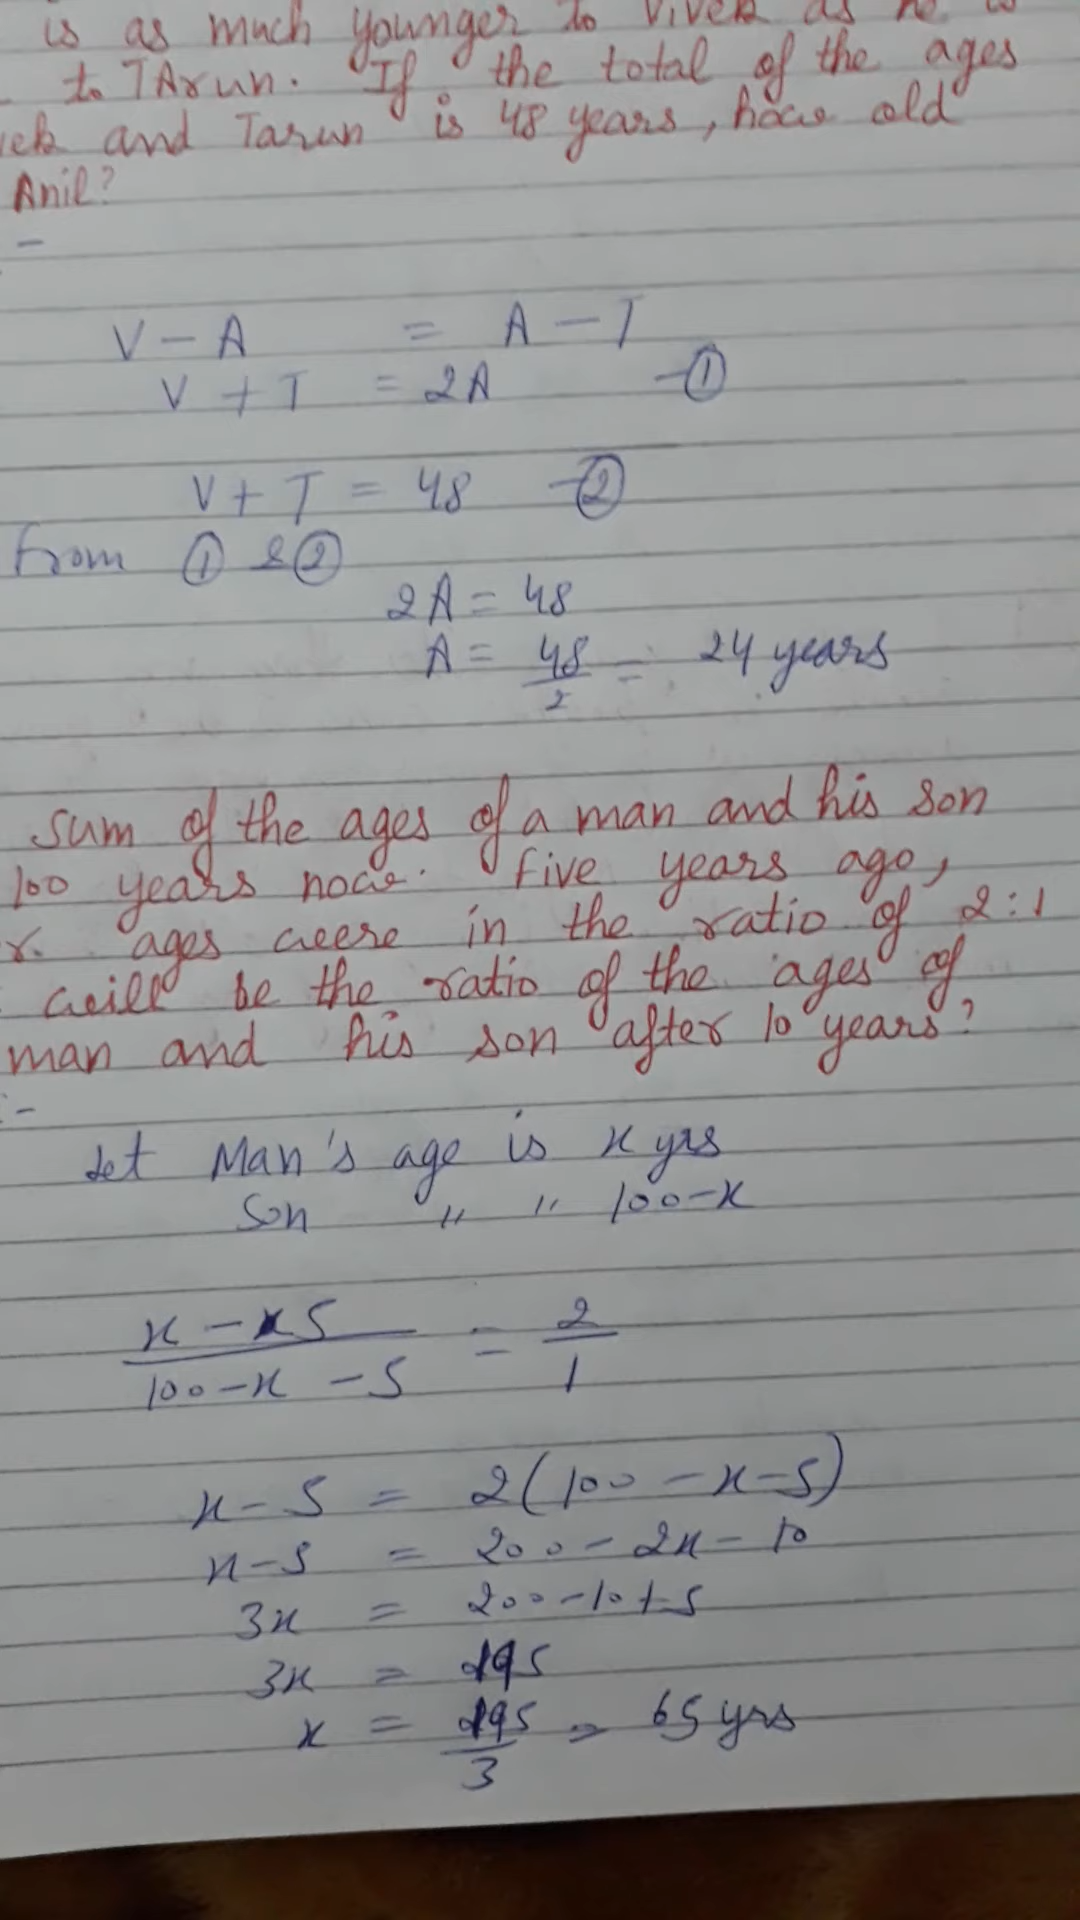 is as much younger to Vivek as he is
to TArun. If the total of the ages
and Tarun is 48 years, how old
Anil?
-
V - A = A - T
V + T = 2A - ①
V + T = 48 - ②
From ① & ②
2A = 48
A = 48/2 = 24 years
Sum of the ages of a man and his son
100 years now. Five years ago,
ages were in the ratio of 2:1
will be the ratio of the ages of
man and his son after 10 years?
:-
Let Man's age is x yrs
Son " " 100-x
x - 5 / 100 - x - 5 = 2/1
x - 5 = 2(100 - x - 5)
x - 5 = 200 - 2x - 10
3x = 200 - 10 + 5
3x = 195
x = 195/3 = 65 yrs